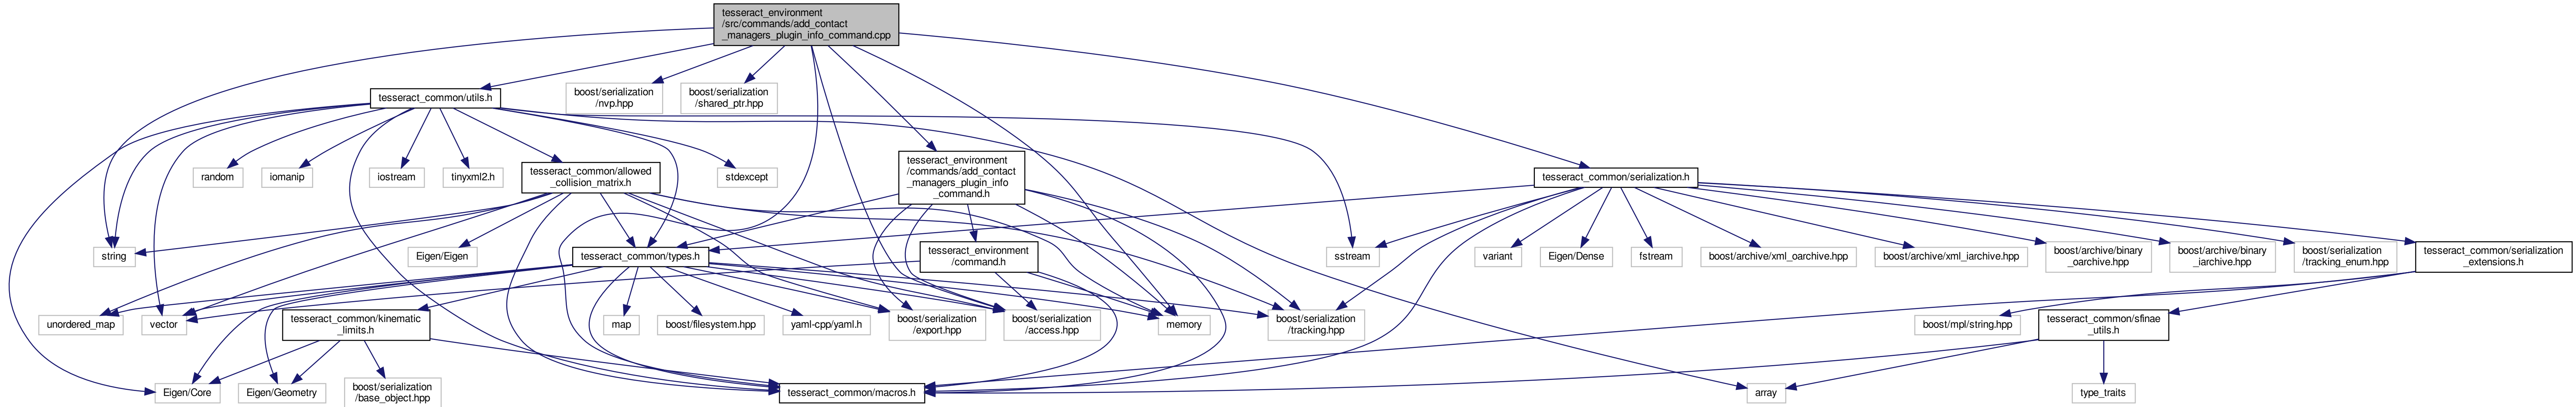 tesseract_environment
/src/commands/add_contact
_managers_plugin_info_command.cpp
tesseract_common/utils.h
boost/serialization
/nvp.hpp
boost/serialization
/shared_ptr.hpp
random
iomanip
iostream
tinyxml2.h
tesseract_common/allowed
_collision_matrix.h
stdexcept
tesseract_environment
/commands/add_contact
_managers_plugin_info
_command.h
tesseract_common/serialization.h
string
Eigen/Eigen
tesseract_common/types.h
tesseract_environment
/command.h
sstream
variant
Eigen/Dense
fstream
boost/archive/xml_oarchive.hpp
boost/archive/xml_iarchive.hpp
boost/archive/binary
_oarchive.hpp
boost/archive/binary
_iarchive.hpp
boost/serialization
/tracking_enum.hpp
tesseract_common/serialization
_extensions.h
unordered_map
vector
tesseract_common/kinematic
_limits.h
map
boost/filesystem.hpp
yaml-cpp/yaml.h
boost/serialization
/export.hpp
boost/serialization
/access.hpp
memory
boost/serialization
/tracking.hpp
boost/mpl/string.hpp
tesseract_common/sfinae
_utils.h
Eigen/Core
Eigen/Geometry
boost/serialization
/base_object.hpp
tesseract_common/macros.h
array
type_traits